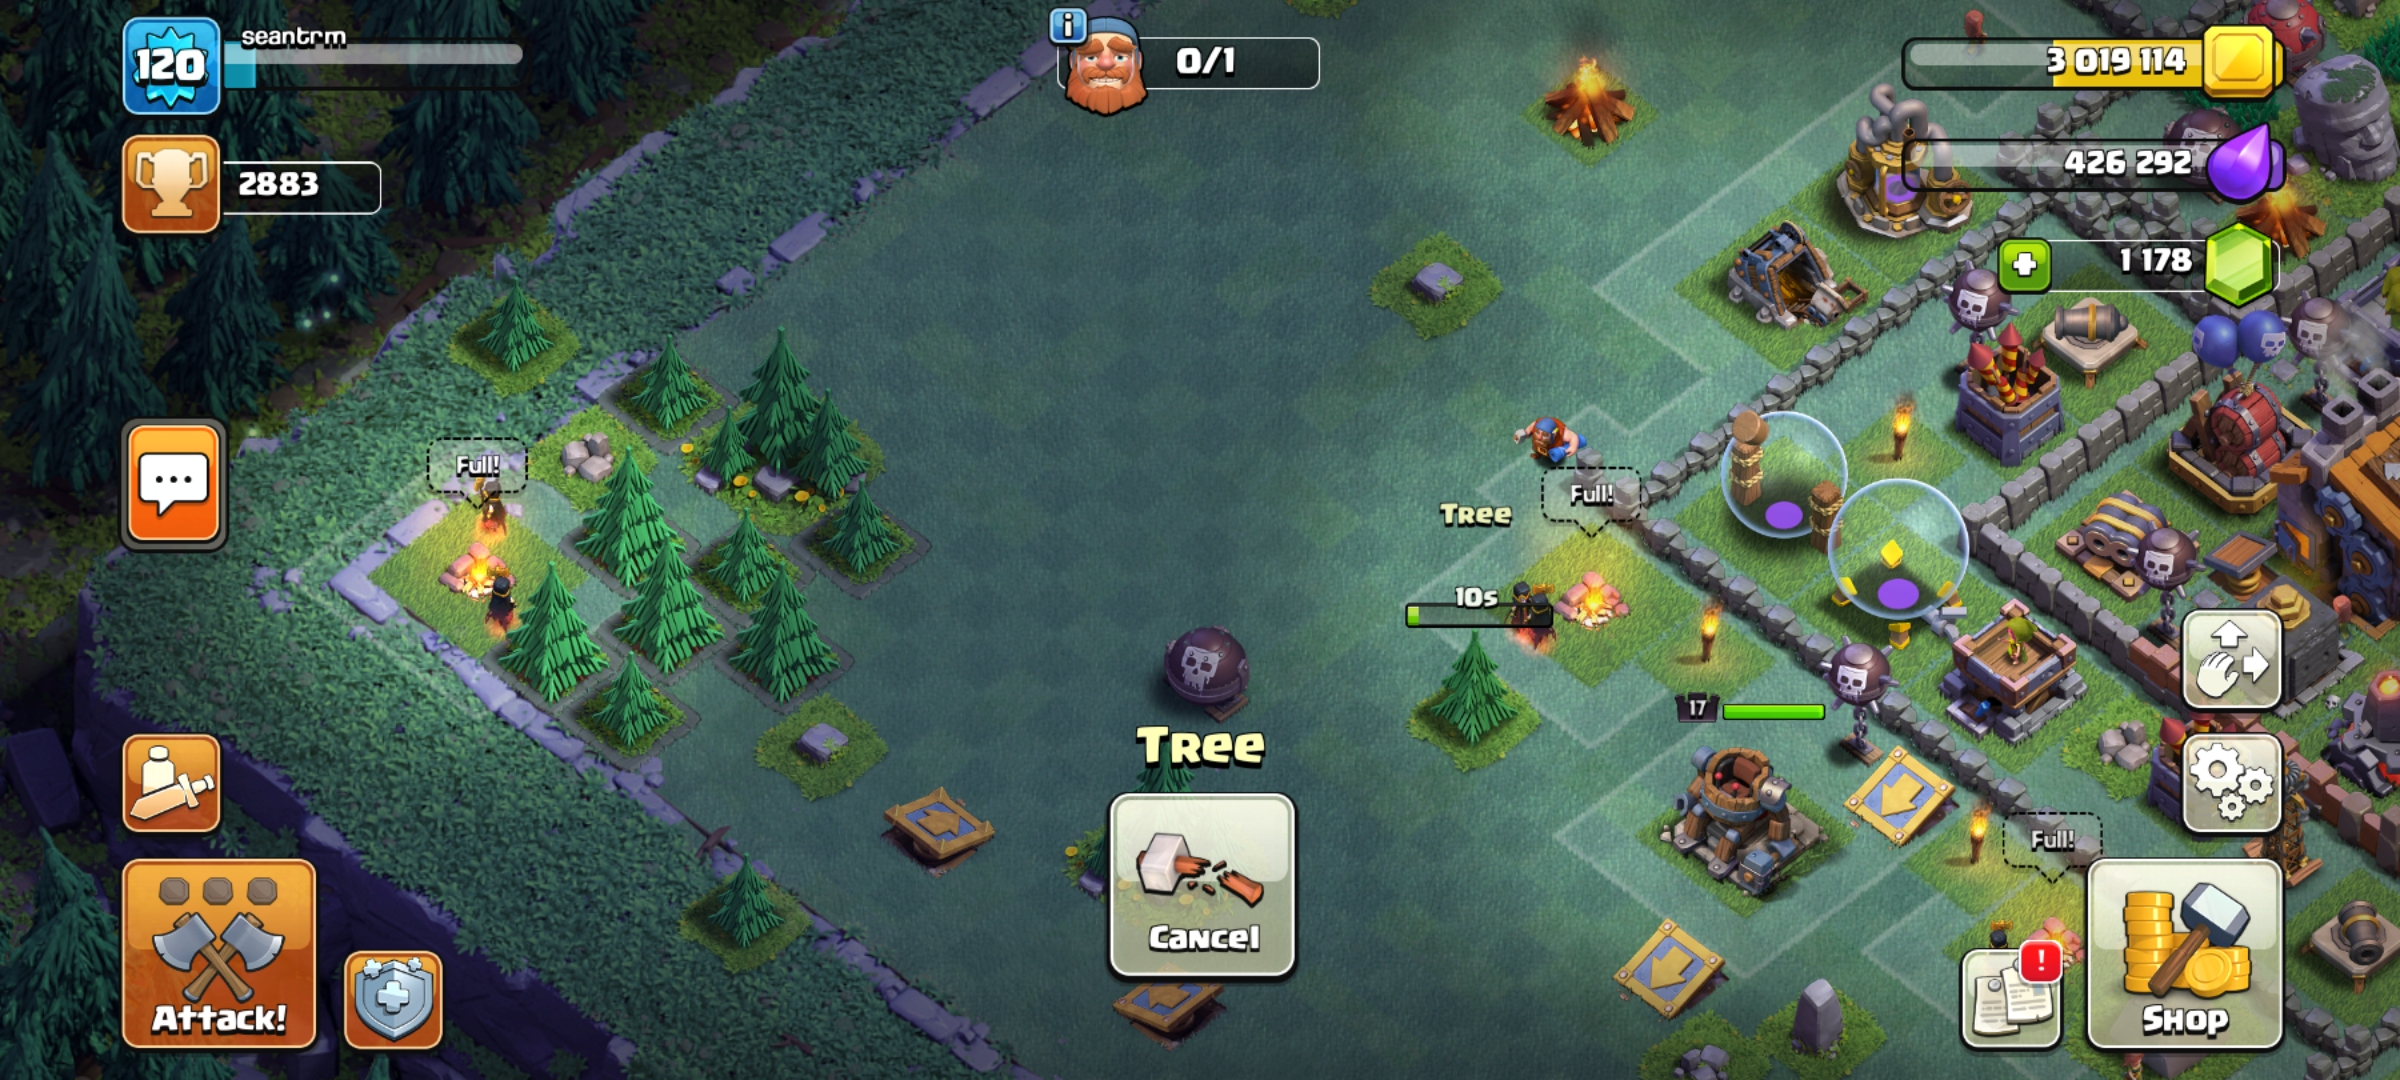 120
seantrm
i
0/1
3 019 114
2883
426 292
1 178
Full!
Full!
Tree
10s
17
Tree
Full!
Cancel
!
Attack!
Shop